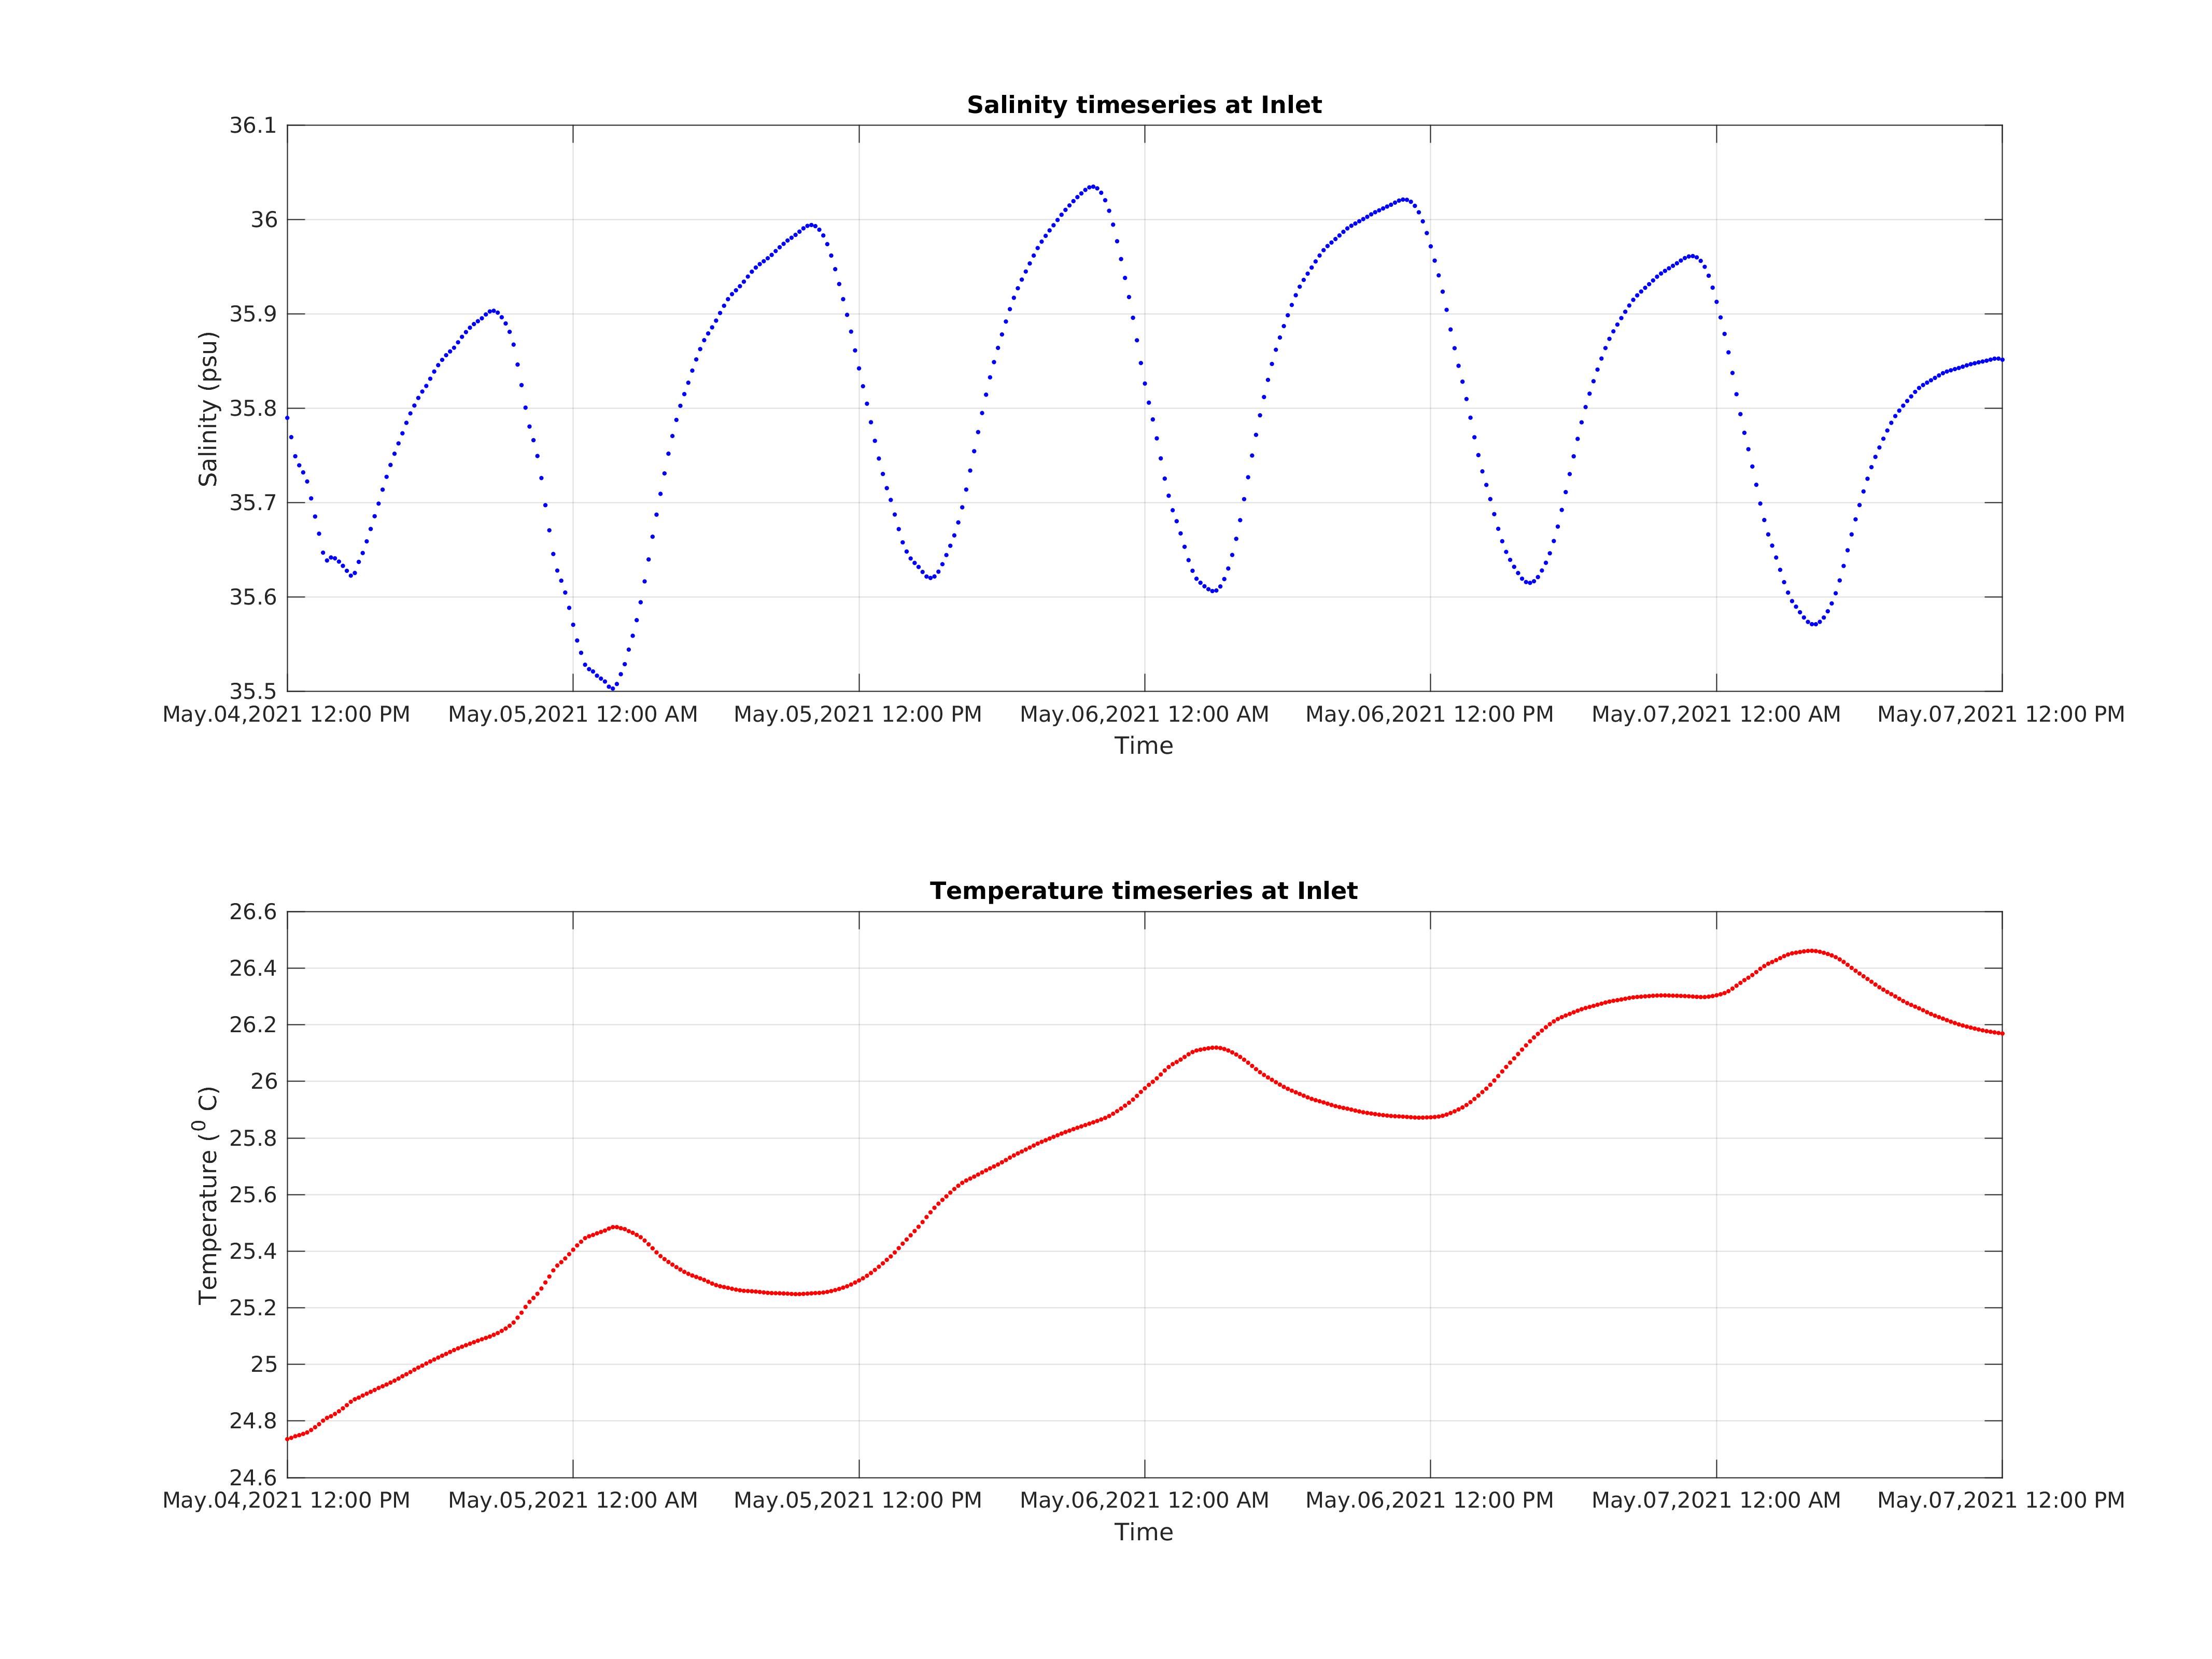 Salinity timeseries at Inlet
36.1
36
35.9
35.8
35.7
35.6
35.5
Salinity (psu)
May.04,2021 12:00 PM May.05,2021 12:00 AM May.05,2021 12:00 PM May.06,2021 12:00 AM May.06,2021 12:00 PM May.07,2021 12:00 AM May.07,2021 12:00 PM
Time
Temperature timeseries at Inlet
26.6
26.4
26.2
26
25.8
25.6
25.4
25.2
25
24.8
24.6
Temperature (⁰ C)
May.04,2021 12:00 PM May.05,2021 12:00 AM May.05,2021 12:00 PM May.06,2021 12:00 AM May.06,2021 12:00 PM May.07,2021 12:00 AM May.07,2021 12:00 PM
Time